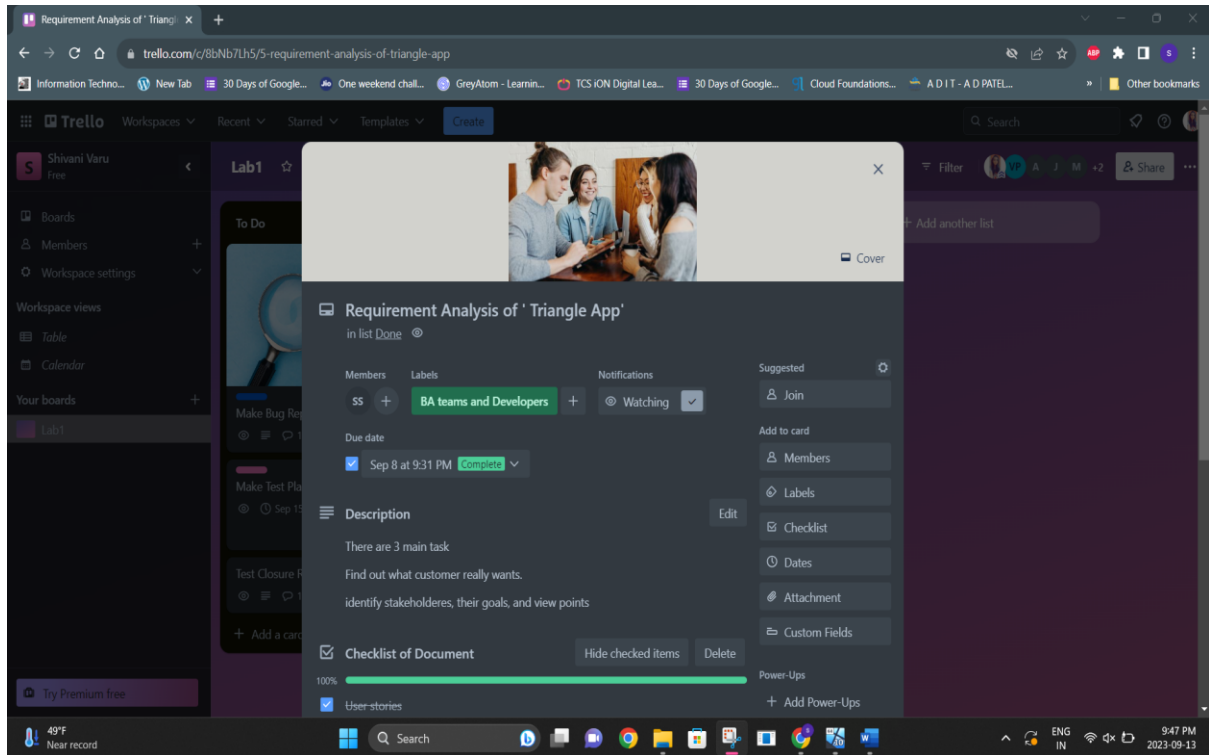 Requirement Analysis of ' Triangl
trello.com/c/8bNb7Lh5/5-requirement-analysis-of-triangle-app
ABP
S
Information Techno... New Tab 30 Days of Google... Jio One weekend chall... GreyAtom - Learnin... TCS iON Digital Lea... 30 Days of Google... Cloud Foundations... A D I T - A D PATEL... » Other bookmarks
Trello Workspaces Recent Starred Templates Create Search
S Shivani Varu
Free
Lab1
Filter VP A J M +2 Share
Boards
Members
Workspace settings
Workspace views
Table
Calendar
Your boards
Lab1
Try Premium free
To Do
Make Bug Rep
1
Make Test Pla
Sep 15
Test Closure R
1
+ Add a card
+ Add another list
Cover
Requirement Analysis of ' Triangle App'
in list Done
Members Labels Notifications
SS + BA teams and Developers + Watching
Due date
Sep 8 at 9:31 PM Complete
Description Edit
There are 3 main task
Find out what customer really wants.
identify stakeholderes, their goals, and view points
Checklist of Document Hide checked items Delete
100%
User stories
Suggested
Join
Add to card
Members
Labels
Checklist
Dates
Attachment
Custom Fields
Power-Ups
+ Add Power-Ups
49°F
Near record
Search
ENG
IN
9:47 PM
2023-09-13